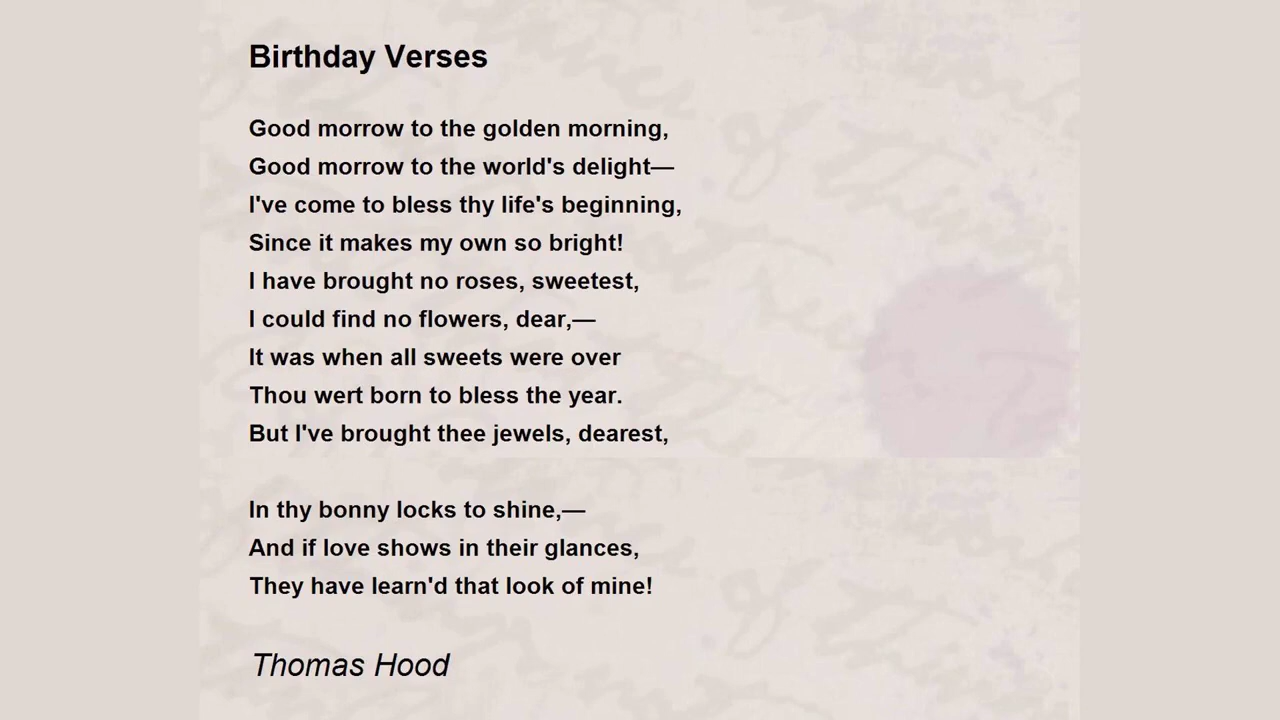 Birthday Verses
Good morrow to the golden morning,
Good morrow to the world's delight—
I've come to bless thy life's beginning,
Since it makes my own so bright!
I have brought no roses, sweetest,
I could find no flowers, dear,—
It was when all sweets were over
Thou wert born to bless the year.
But I've brought thee jewels, dearest,
In thy bonny locks to shine,—
And if love shows in their glances,
They have learn'd that look of mine!
Thomas Hood